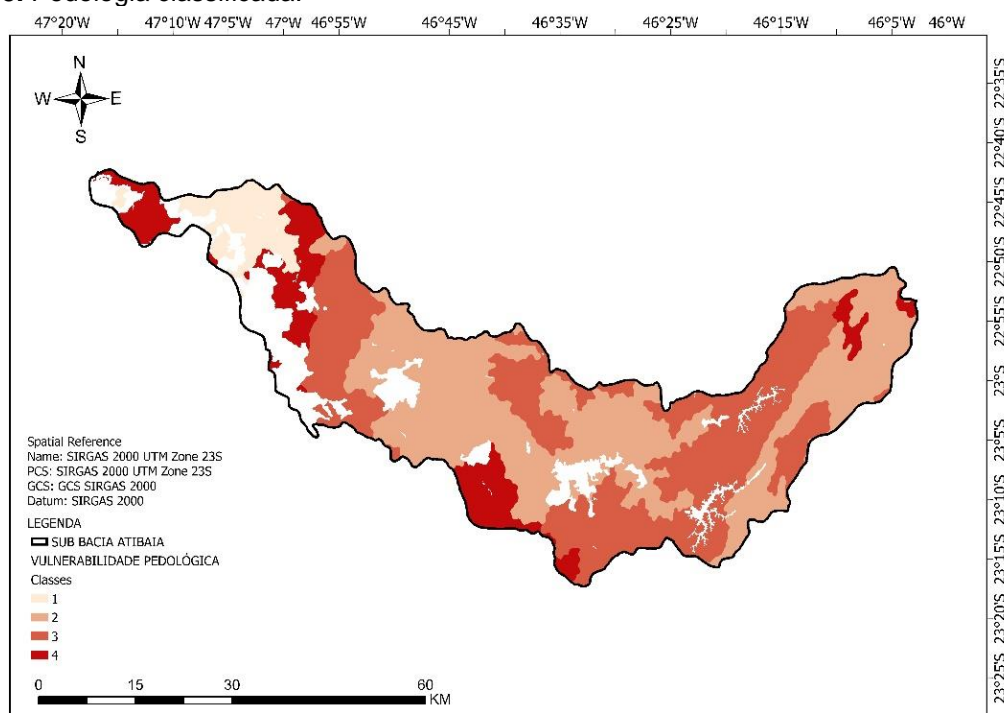 Pedologia classificada.
47°20'W 47°10'W 47°5'W 47°W 46°55'W 46°45'W 46°35'W 46°25'W 46°15'W 46°5'W 46°W
N
W E
S
22°35'S
22°40'S
22°45'S
22°50'S
22°55'S
23°S
23°5'S
23°10'S
23°15'S
23°20'S
23°25'S
Spatial Reference
Name: SIRGAS 2000 UTM Zone 23S
PCS: SIRGAS 2000 UTM Zone 23S
GCS: GCS SIRGAS 2000
Datum: SIRGAS 2000
LEGENDA
SUB BACIA ATIBAIA
VULNERABILIDADE PEDOLÓGICA
Classes
1
2
3
4
0 15 30 60
KM